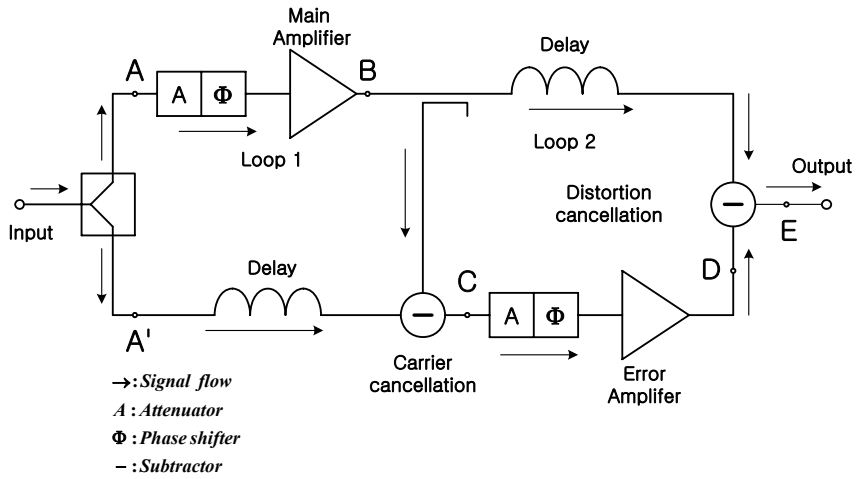 Main
Amplifier
A
A Φ
B
Delay
Loop 1
Loop 2
Input
Distortion
cancellation
−
Output
E
D
Delay
C
−
A Φ
A'
Carrier
cancellation
Error
Amplifer
→: Signal flow
A : Attenuator
Φ : Phase shifter
− : Subtractor